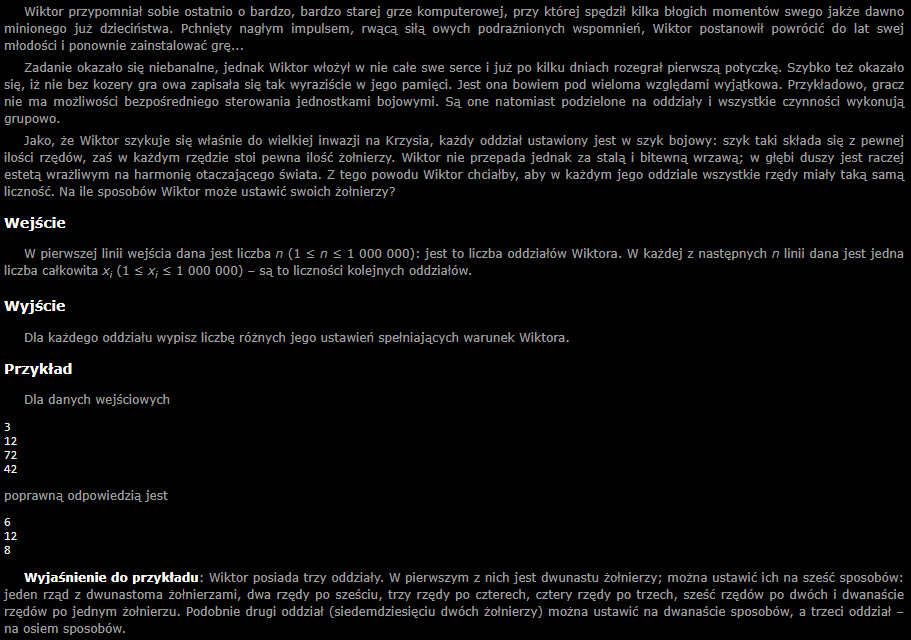 Wiktor przypomniał sobie ostatnio o bardzo, bardzo starej grze komputerowej, przy której spędził kilka błogich momentów swego jakże dawno
minionego już dzieciństwa. Pchnięty nagłym impulsem, rwącą siłą owych podrażnionych wspomnień, Wiktor postanowił powrócić do lat swej
młodości i ponownie zainstalować grę...
Zadanie okazało się niebanalne, jednak Wiktor włożył w nie całe swe serce i już po kilku dniach rozegrał pierwszą potyczkę. Szybko też okazało
się, iż nie bez kozery gra owa zapisała się tak wyraziście w jego pamięci. Jest ona bowiem pod wieloma względami wyjątkowa. Przykładowo, gracz
nie ma możliwości bezpośredniego sterowania jednostkami bojowymi. Są one natomiast podzielone na oddziały i wszystkie czynności wykonują
grupowo.
Jako, że Wiktor szykuje się właśnie do wielkiej inwazji na Krzysia, każdy oddział ustawiony jest w szyk bojowy: szyk taki składa się z pewnej
ilości rzędów, zaś w każdym rzędzie stoi pewna ilość żołnierzy. Wiktor nie przepada jednak za stalą i bitewną wrzawą; w głębi duszy jest raczej
estetą wrażliwym na harmonię otaczającego świata. Z tego powodu Wiktor chciałby, aby w każdym jego oddziale wszystkie rzędy miały taką samą
liczność. Na ile sposobów Wiktor może ustawić swoich żołnierzy?
Wejście
W pierwszej linii wejścia dana jest liczba n (1 ≤ n ≤ 1 000 000): jest to liczba oddziałów Wiktora. W każdej z następnych n linii dana jest jedna
liczba całkowita xᵢ (1 ≤ xᵢ ≤ 1 000 000) – są to liczności kolejnych oddziałów.
Wyjście
Dla każdego oddziału wypisz liczbę różnych jego ustawień spełniających warunek Wiktora.
Przykład
Dla danych wejściowych
3
12
72
42
poprawną odpowiedzią jest
6
12
8
Wyjaśnienie do przykładu: Wiktor posiada trzy oddziały. W pierwszym z nich jest dwunastu żołnierzy; można ustawić ich na sześć sposobów:
jeden rząd z dwunastoma żołnierzami, dwa rzędy po sześciu, trzy rzędy po czterech, cztery rzędy po trzech, sześć rzędów po dwóch i dwanaście
rzędów po jednym żołnierzu. Podobnie drugi oddział (siedemdziesięciu dwóch żołnierzy) można ustawić na dwanaście sposobów, a trzeci oddział –
na osiem sposobów.